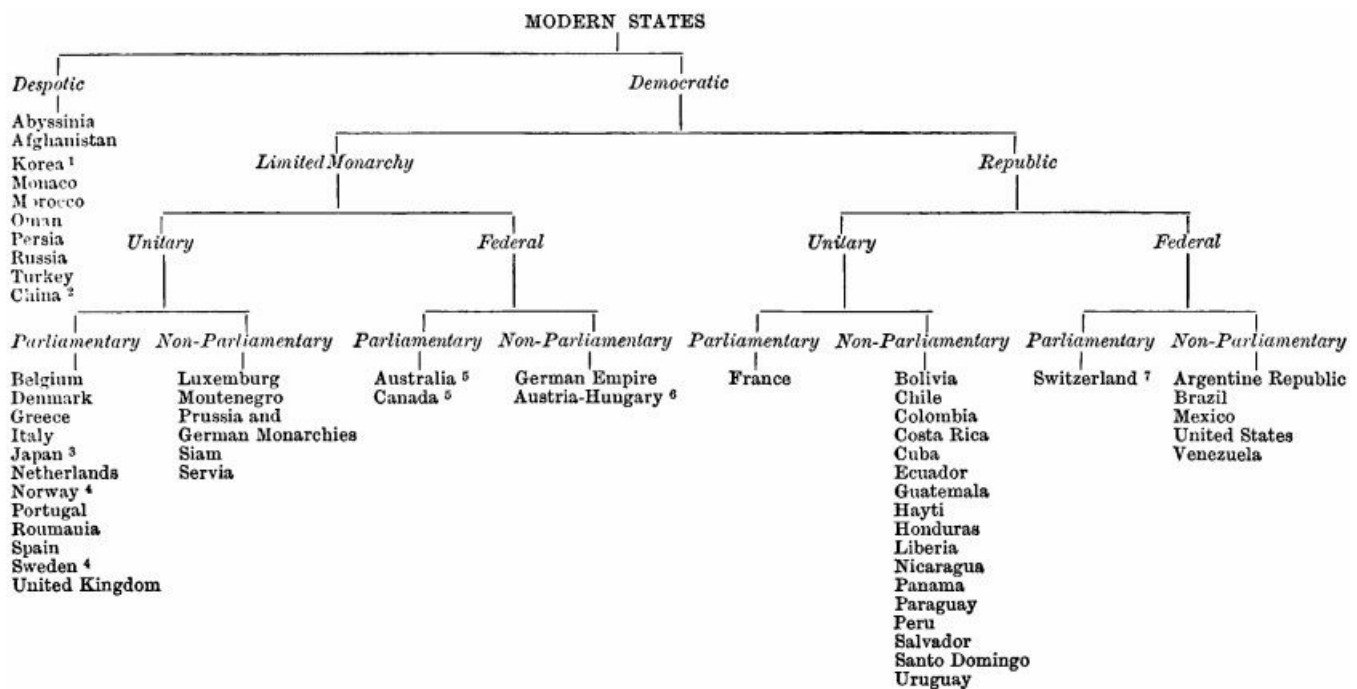 MODERN STATES
Despotic
Abyssinia
Afghanistan
Korea ¹
Monaco
Morocco
Oman
Persia
Russia
Turkey
China ²
Democratic
Limited Monarchy
Republic
Unitary
Federal
Unitary
Federal
Parliamentary
Belgium
Denmark
Greece
Italy
Japan ³
Netherlands
Norway ⁴
Portugal
Roumania
Spain
Sweden ⁴
United Kingdom
Non-Parliamentary
Luxemburg
Montenegro
Prussia and
German Monarchies
Siam
Servia
Parliamentary
Australia ⁵
Canada ⁵
Non-Parliamentary
German Empire
Austria-Hungary ⁶
Parliamentary
France
Non-Parliamentary
Bolivia
Chile
Colombia
Costa Rica
Cuba
Ecuador
Guatemala
Hayti
Honduras
Liberia
Nicaragua
Panama
Paraguay
Peru
Salvador
Santo Domingo
Uruguay
Parliamentary
Switzerland ⁷
Non-Parliamentary
Argentine Republic
Brazil
Mexico
United States
Venezuela